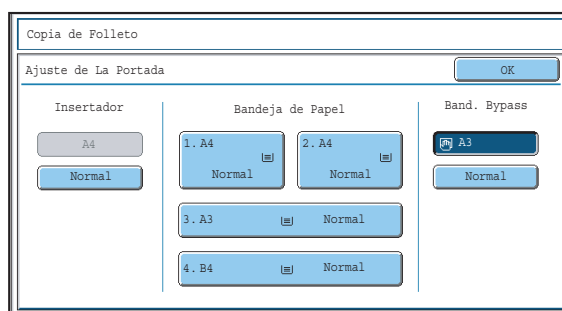 Copia de Folleto
Ajuste de La Portada
OK
Insertador
Bandeja de Papel
Band. Bypass
A4
Normal
1. A4
Normal
2. A4
Normal
3. A3 Normal
4. B4 Normal
A3
Normal